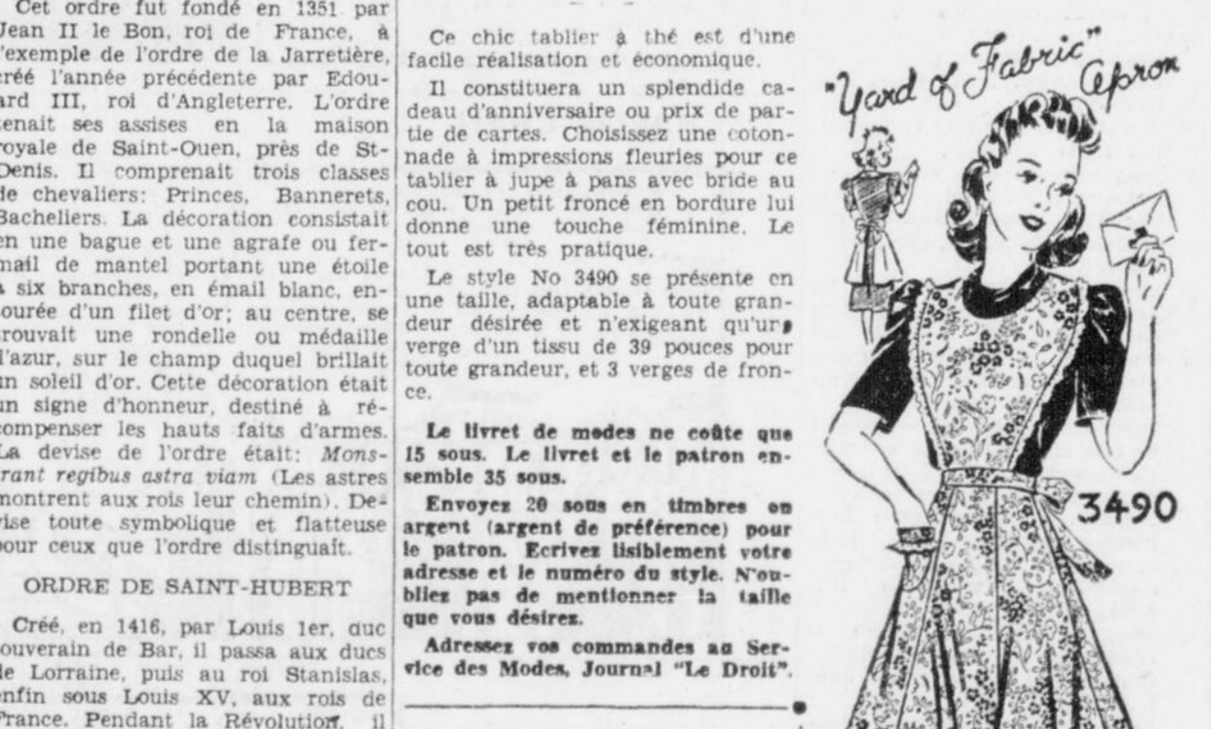 Cet ordre fut fondé en 1351 par
Jean II le Bon, roi de France, à
l'exemple de l'ordre de la Jarretière,
créé l'année précédente par Edou-
ard III, roi d'Angleterre. L'ordre
tenait ses assises en la maison
royale de Saint-Ouen, près de St-
Denis. Il comprenait trois classes
de chevaliers: Princes, Bannerets,
Bacheliers. La décoration consistait
en une bague et une agrafe ou fer-
mail de mantel portant une étoile
à six branches, en émail blanc, en-
tourée d'un filet d'or; au centre, se
trouvait une rondelle ou médaille
d'azur, sur le champ duquel brillait
un soleil d'or. Cette décoration était
un signe d'honneur, destiné à ré-
compenser les hauts faits d'armes.
La devise de l'ordre était: Mons-
trant regibus astra viam (Les astres
montrent aux rois leur chemin). De-
vise toute symbolique et flatteuse
pour ceux que l'ordre distinguait.
ORDRE DE SAINT-HUBERT
Créé, en 1416, par Louis 1er, duc
souverain de Bar, il passa aux ducs
de Lorraine, puis au roi Stanislas,
enfin sous Louis XV, aux rois de
France. Pendant la Révolution, il
Ce chic tablier à thé est d'une
facile réalisation et économique.
Il constituera un splendide ca-
deau d'anniversaire ou prix de par-
tie de cartes. Choisissez une coton-
nade à impressions fleuries pour ce
tablier à jupe à pans avec bride au
cou. Un petit froncé en bordure lui
donne une touche féminine. Le
tout est très pratique.
Le style No 3490 se présente en
une taille, adaptable à toute gran-
deur désirée et n'exigeant qu'une
verge d'un tissu de 39 pouces pour
toute grandeur, et 3 verges de fron-
ce.
Le livret de modes ne coûte que
15 sous. Le livret et le patron en-
semble 35 sous.
Envoyez 20 sous en timbres ou
argent (argent de préférence) pour
le patron. Ecrivez lisiblement votre
adresse et le numéro du style. N'ou-
bliez pas de mentionner la taille
que vous désirez.
Adressez vos commandes au Ser-
vice des Modes, Journal "Le Droit".
"Yard of Fabric" Apron
3490